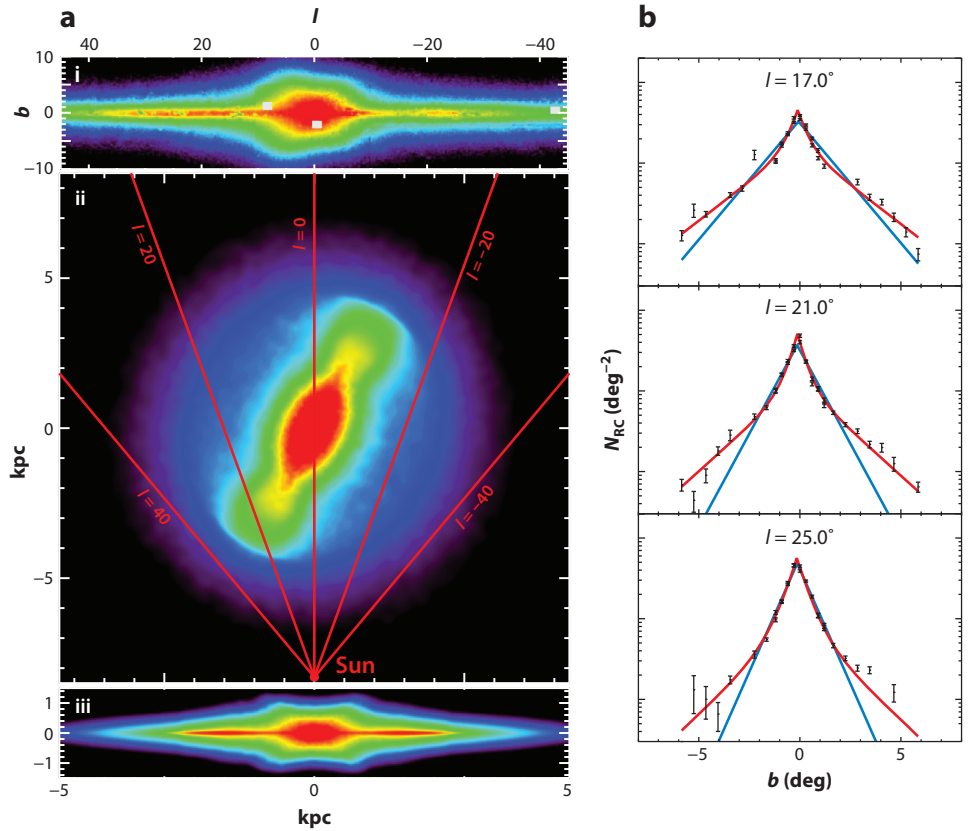 a
l
40 20 0 −20 −40
i
b
10
0
−10
ii
l = 20
l = 0
l = −20
l = 40
l = −40
5
0
−5
kpc
Sun
iii
1
0
−1
−5 0 5
kpc
b
l = 17.0°
l = 21.0°
l = 25.0°
N_RC (deg⁻²)
−5 0 5
b (deg)